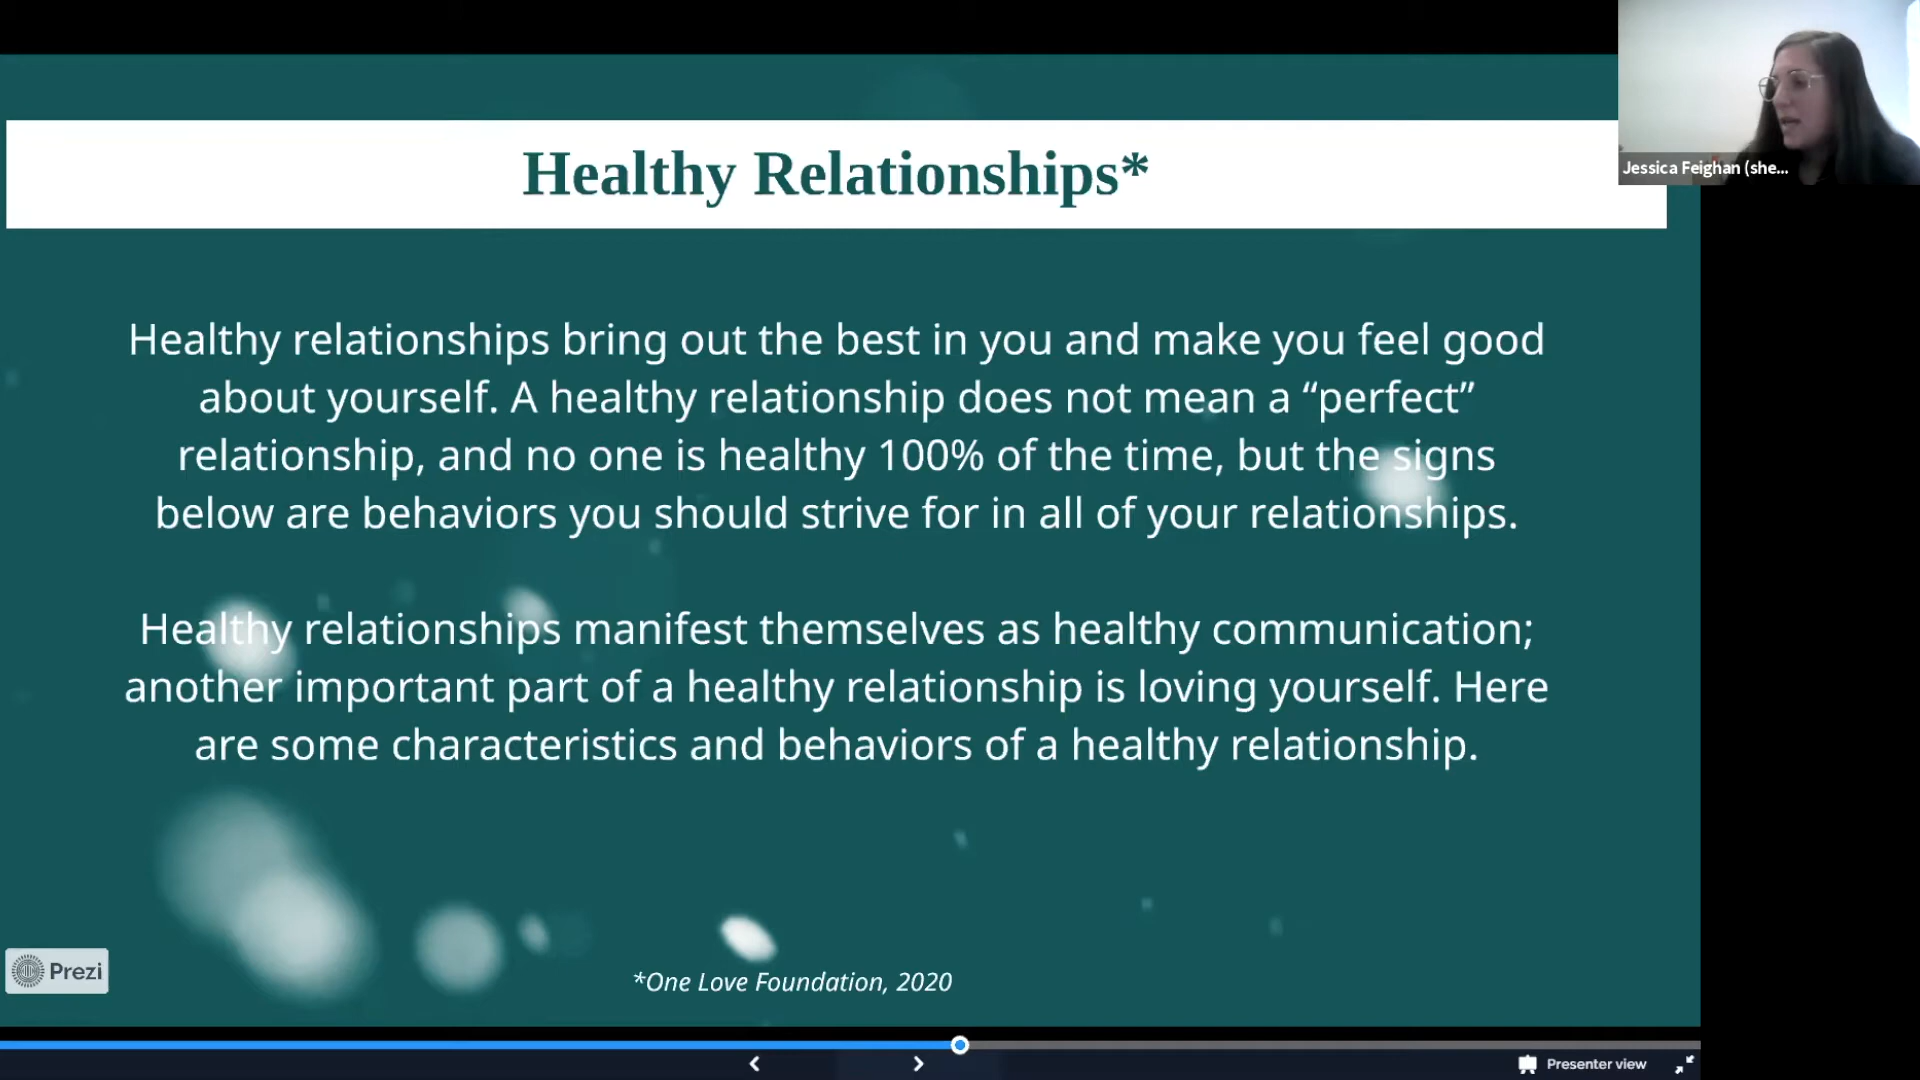 Healthy Relationships*
Jessica Feighan (she...
Healthy relationships bring out the best in you and make you feel good
about yourself. A healthy relationship does not mean a “perfect”
relationship, and no one is healthy 100% of the time, but the signs
below are behaviors you should strive for in all of your relationships.
Healthy relationships manifest themselves as healthy communication;
another important part of a healthy relationship is loving yourself. Here
are some characteristics and behaviors of a healthy relationship.
Prezi
*One Love Foundation, 2020
Presenter view